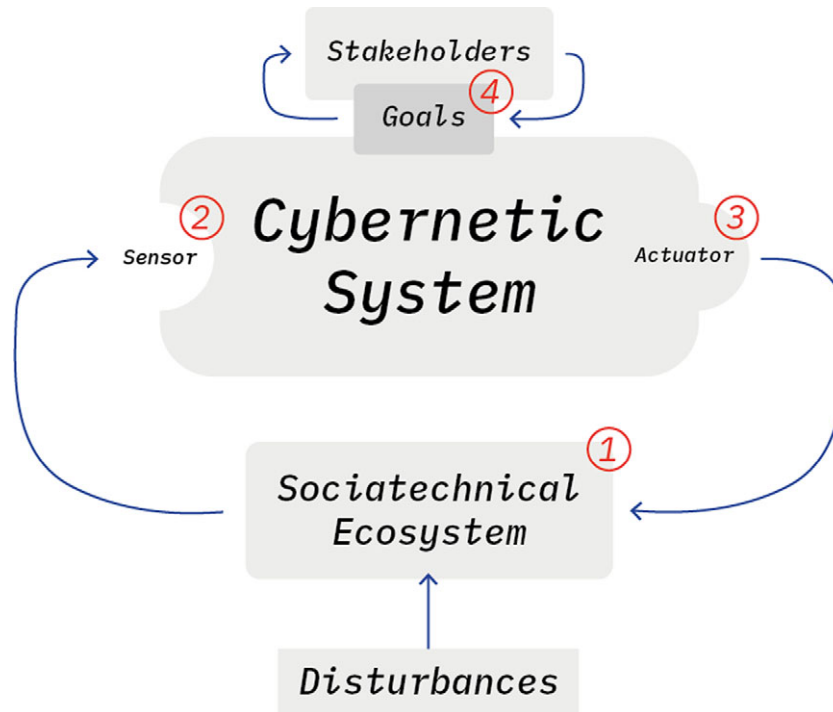 Stakeholders
4
Goals
2
Cybernetic
System
3
Sensor
Actuator
1
Sociatechnical
Ecosystem
Disturbances